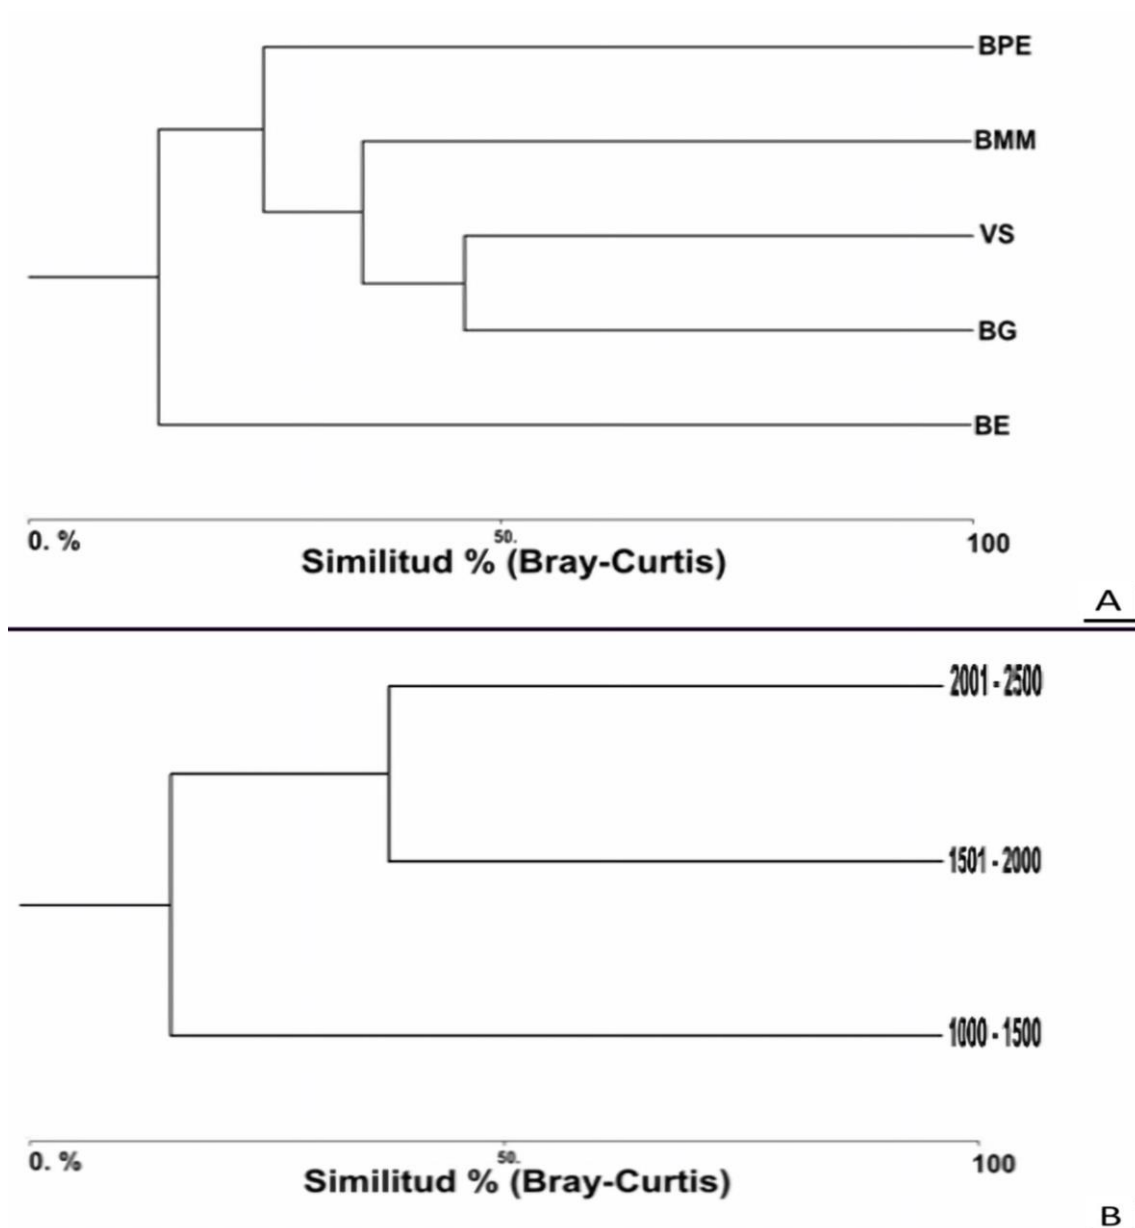 BPE
BMM
VS
BG
BE
0. %
50.
100
Similitud % (Bray-Curtis)
A
2001 - 2500
1501 - 2000
1000 - 1500
0. %
50.
100
Similitud % (Bray-Curtis)
B